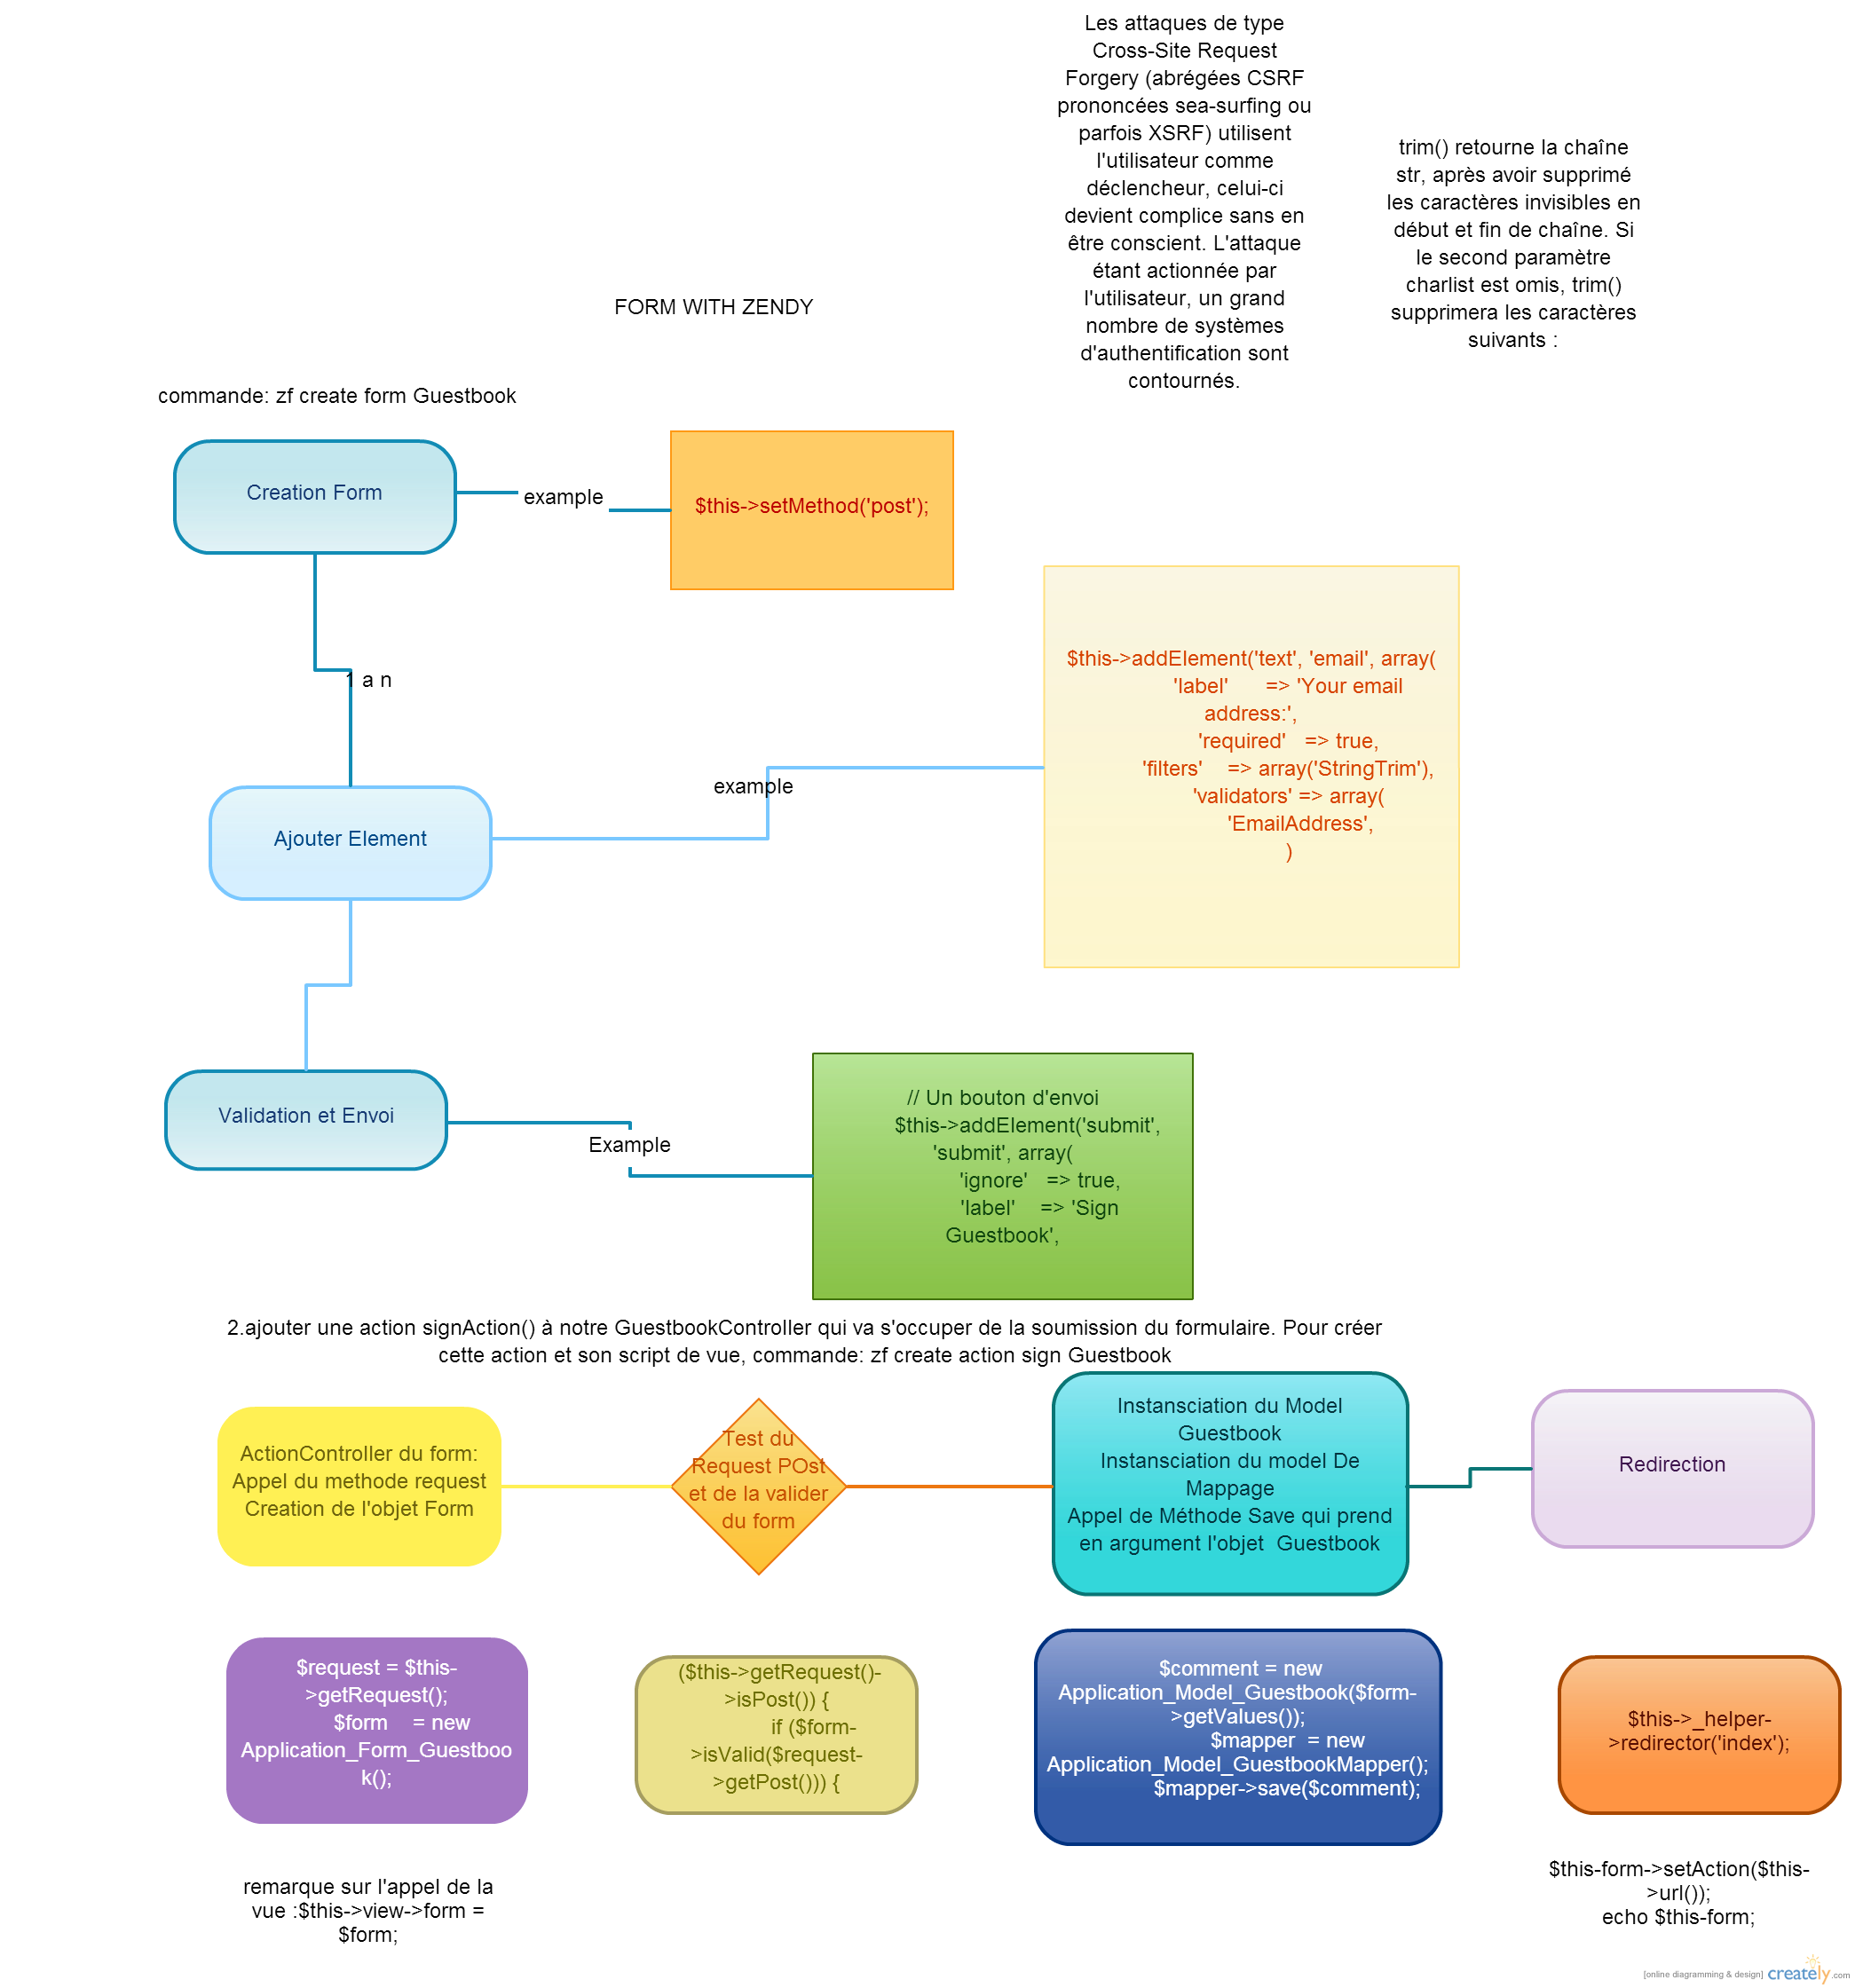 Les attaques de type
Cross-Site Request
Forgery (abrégées CSRF
prononcées sea-surfing ou
parfois XSRF) utilisent
l'utilisateur comme
déclencheur, celui-ci
devient complice sans en
être conscient. L'attaque
étant actionnée par
l'utilisateur, un grand
nombre de systèmes
d'authentification sont
contournés.
trim() retourne la chaîne
str, après avoir supprimé
les caractères invisibles en
début et fin de chaîne. Si
le second paramètre
charlist est omis, trim()
supprimera les caractères
suivants :
FORM WITH ZENDY
commande: zf create form Guestbook
Creation Form
example
$this->setMethod('post');
1 a n
$this->addElement('text', 'email', array(
'label' => 'Your email
address:',
'required' => true,
'filters' => array('StringTrim'),
'validators' => array(
'EmailAddress',
)
example
Ajouter Element
Validation et Envoi
Example
// Un bouton d'envoi
$this->addElement('submit',
'submit', array(
'ignore' => true,
'label' => 'Sign
Guestbook',
2.ajouter une action signAction() à notre GuestbookController qui va s'occuper de la soumission du formulaire. Pour créer
cette action et son script de vue, commande: zf create action sign Guestbook
ActionController du form:
Appel du methode request
Creation de l'objet Form
Test du
Request POst
et de la valider
du form
Instansciation du Model
Guestbook
Instansciation du model De
Mappage
Appel de Méthode Save qui prend
en argument l'objet Guestbook
Redirection
$request = $this-
>getRequest();
$form = new
Application_Form_Guestboo
k();
($this->getRequest()-
>isPost()) {
if ($form-
>isValid($request-
>getPost())) {
$comment = new
Application_Model_Guestbook($form-
>getValues());
$mapper = new
Application_Model_GuestbookMapper();
$mapper->save($comment);
$this->_helper-
>redirector('index');
remarque sur l'appel de la
vue :$this->view->form =
$form;
$this-form->setAction($this-
>url());
echo $this-form;
[online diagramming & design] creately.com